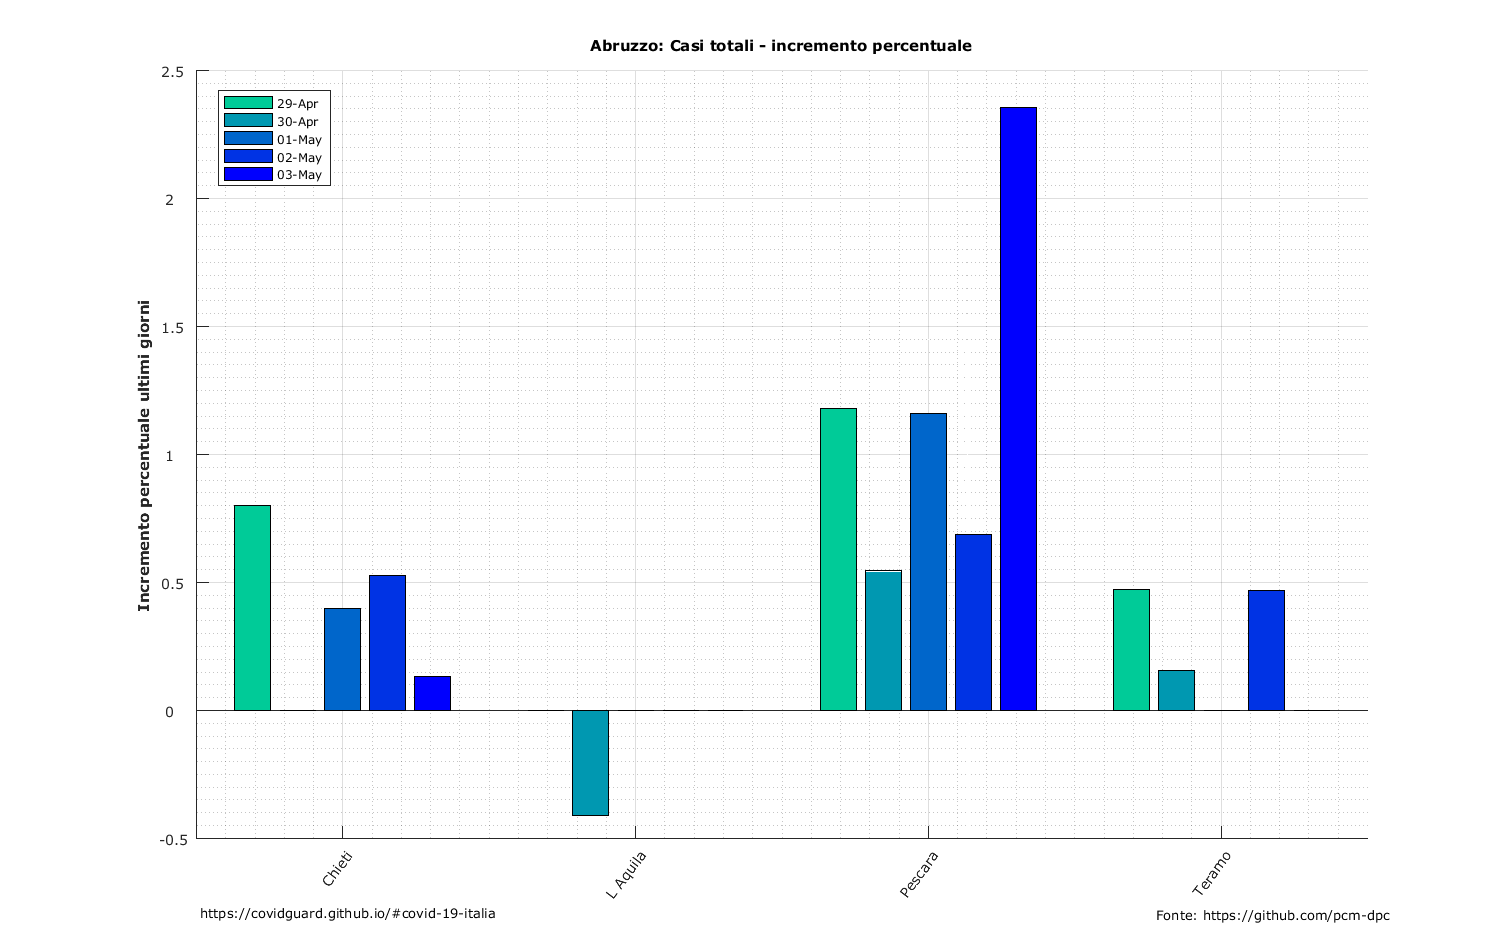 Abruzzo: Casi totali - incremento percentuale
2.5
2
1.5
1
0.5
0
-0.5
Incremento percentuale ultimi giorni
29-Apr
30-Apr
01-May
02-May
03-May
Chieti
L Aquila
Pescara
Teramo
https://covidguard.github.io/#covid-19-italia
Fonte: https://github.com/pcm-dpc